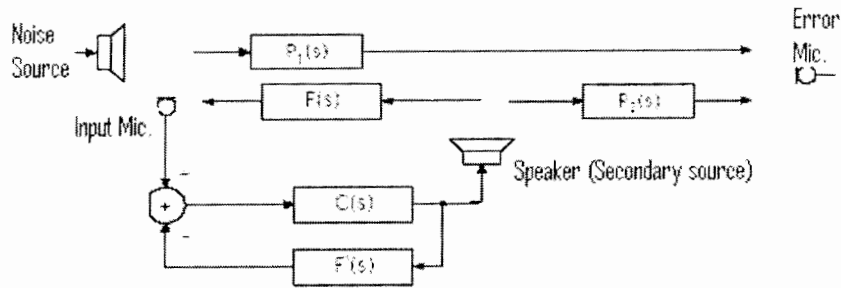 Noise
Source
P₁(s)
Error
Mic.
Input Mic.
F(s)
P₂(s)
Speaker (Secondary source)
−
+
C(s)
−
F'(s)